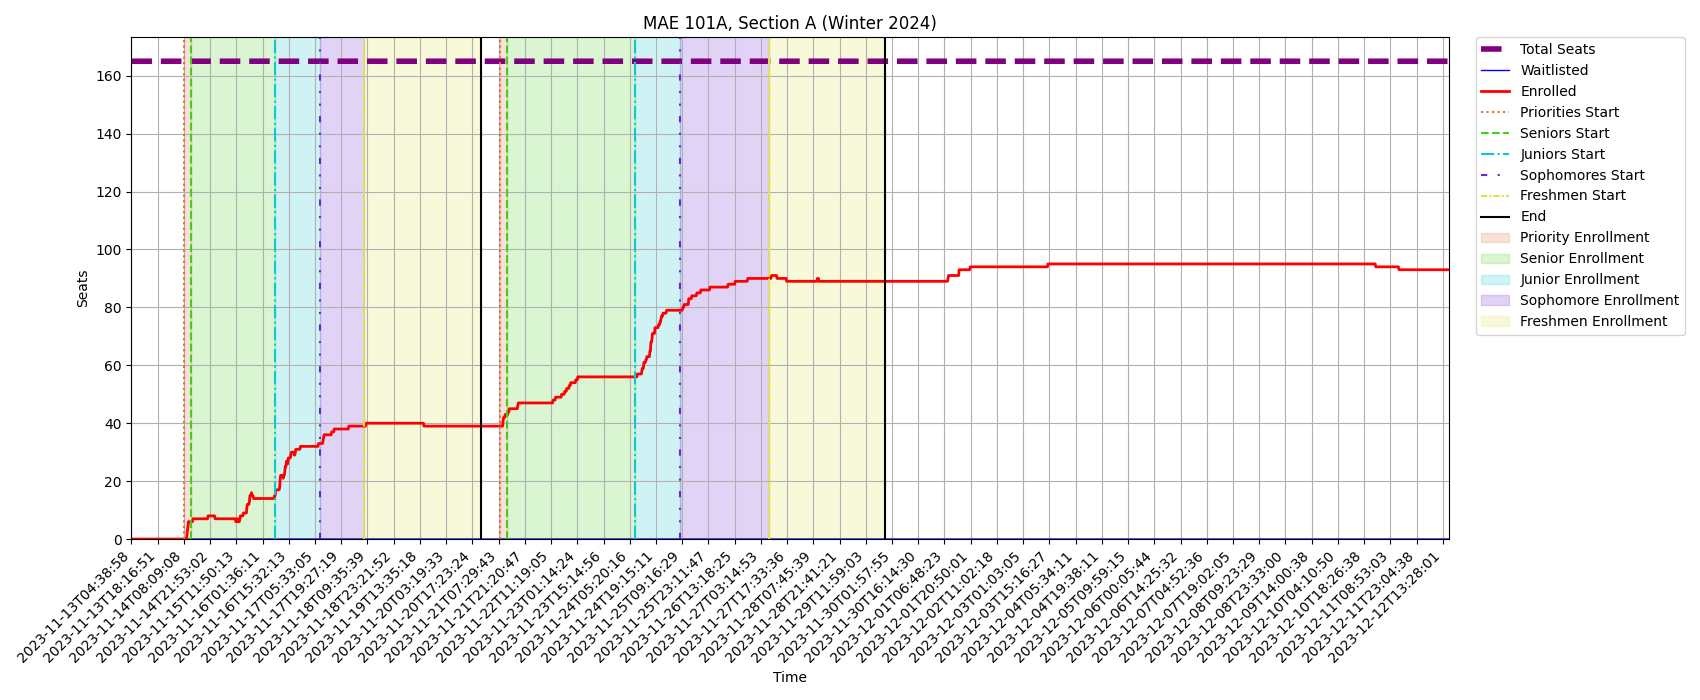 MAE 101A, Section A (Winter 2024)
Total Seats
Waitlisted
Enrolled
Priorities Start
Seniors Start
Juniors Start
Sophomores Start
Freshmen Start
End
Priority Enrollment
Senior Enrollment
Junior Enrollment
Sophomore Enrollment
Freshmen Enrollment
Seats
160
140
120
100
80
60
40
20
0
2023-11-13T04:38:58
2023-11-13T18:16:51
2023-11-14T08:09:08
2023-11-14T21:53:02
2023-11-15T11:50:13
2023-11-16T01:36:11
2023-11-16T15:32:13
2023-11-17T05:33:05
2023-11-17T19:27:19
2023-11-18T09:35:39
2023-11-18T23:21:52
2023-11-19T13:35:18
2023-11-20T03:19:33
2023-11-20T17:23:24
2023-11-21T07:29:43
2023-11-21T21:20:47
2023-11-22T11:19:05
2023-11-23T01:14:24
2023-11-23T15:14:56
2023-11-24T05:20:16
2023-11-24T19:15:11
2023-11-25T09:16:29
2023-11-25T23:11:47
2023-11-26T13:18:25
2023-11-27T03:14:53
2023-11-27T17:33:36
2023-11-28T07:45:39
2023-11-28T21:41:21
2023-11-29T11:59:03
2023-11-30T01:57:55
2023-11-30T16:14:30
2023-12-01T06:48:23
2023-12-01T20:50:01
2023-12-02T11:02:18
2023-12-03T01:03:05
2023-12-03T15:16:27
2023-12-04T05:34:11
2023-12-04T19:38:11
2023-12-05T09:59:15
2023-12-06T00:05:44
2023-12-06T14:25:32
2023-12-07T04:52:36
2023-12-07T19:02:05
2023-12-08T09:23:29
2023-12-08T23:33:00
2023-12-09T14:00:38
2023-12-10T04:10:50
2023-12-10T18:26:38
2023-12-11T08:53:03
2023-12-11T23:04:38
2023-12-12T13:28:01
Time